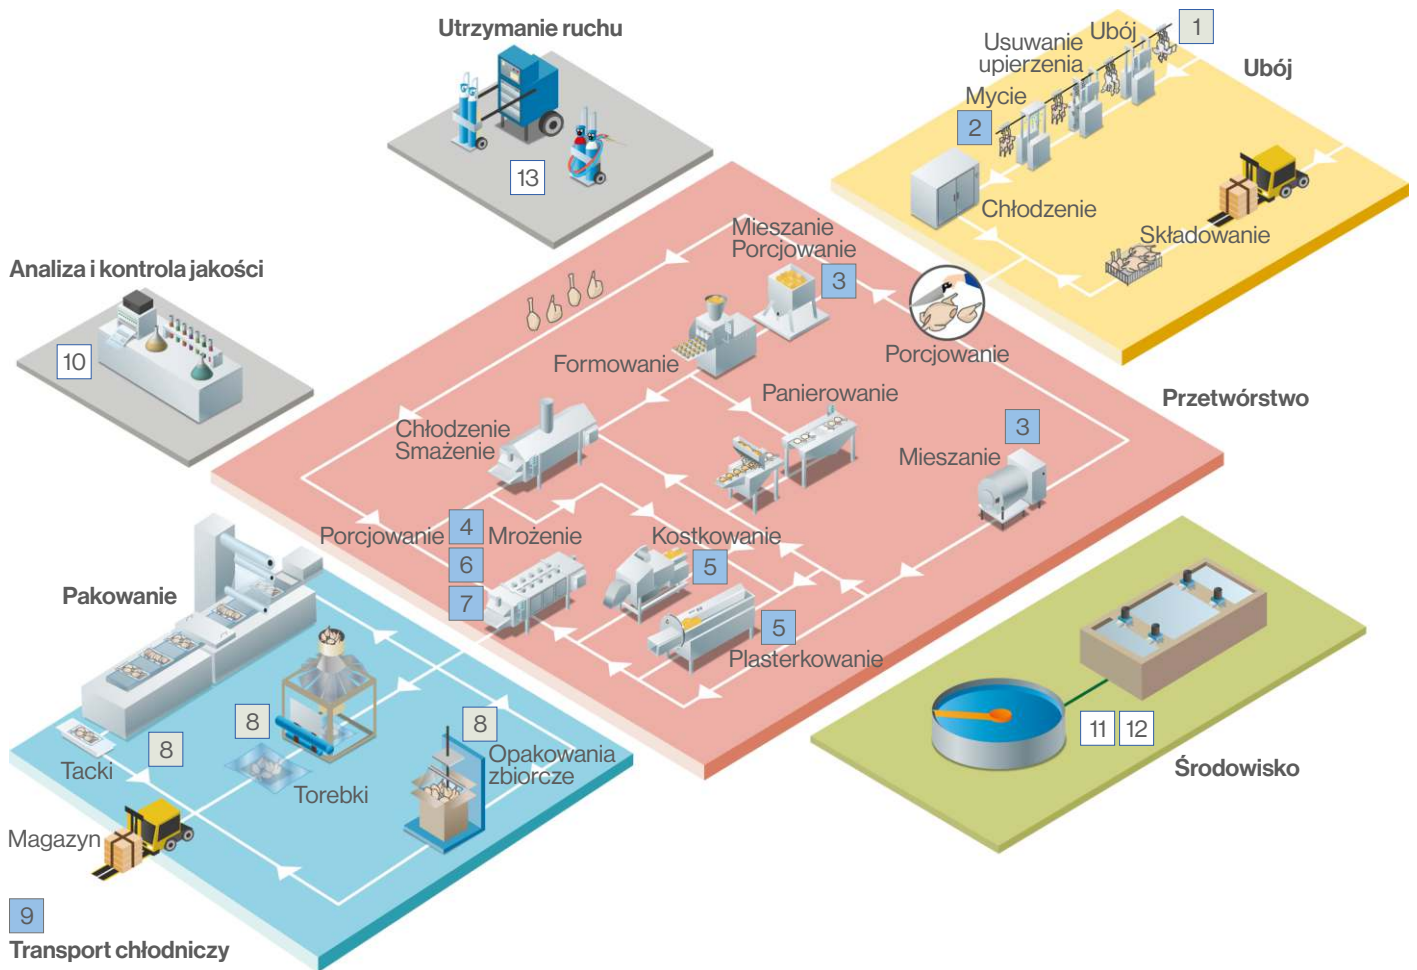 Utrzymanie ruchu
13
Ubój
1
Usuwanie
upierzenia
Ubój
Mycie
2
Chłodzenie
Składowanie
Analiza i kontrola jakości
10
Mieszanie
Porcjowanie
3
Formowanie
Porcjowanie
Panierowanie
Przetwórstwo
Chłodzenie
Smażenie
3
Mieszanie
Porcjowanie
4
Mrożenie
6
7
Kostkowanie
5
5
Plasterkowanie
Pakowanie
8
8
8
Tacki
Torebki
Opakowania
zbiorcze
Magazyn
11
12
Środowisko
9
Transport chłodniczy